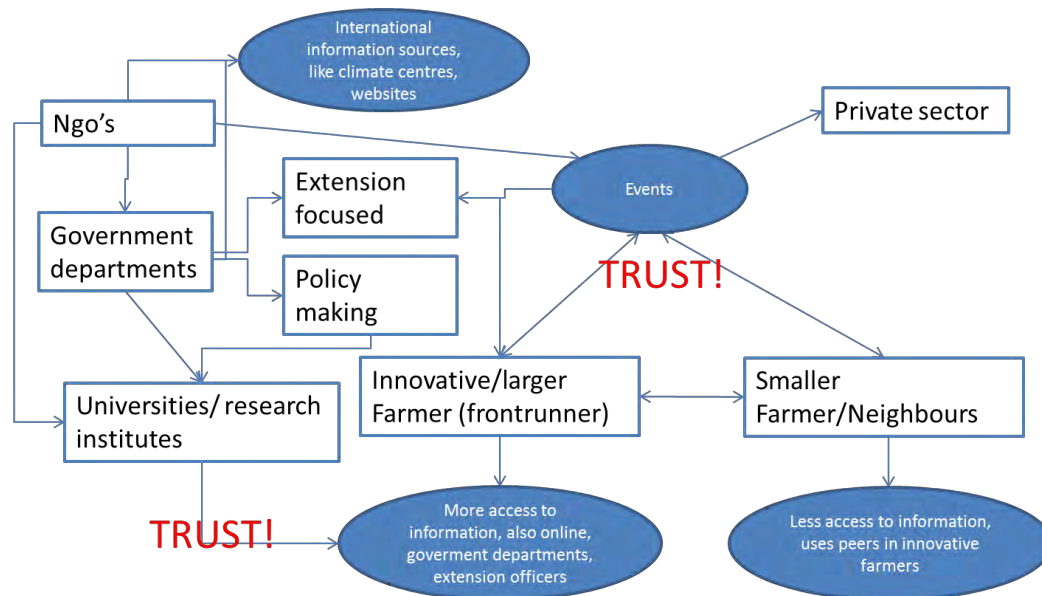 International
information sources,
like climate centres,
websites
Ngo's
Private sector
Extension
focused
Events
Government
departments
TRUST!
Policy
making
Innovative/larger
Farmer (frontrunner)
Smaller
Farmer/Neighbours
Universities/ research
institutes
More access to
information, also online,
goverment departments,
extension officers
TRUST!
Less access to information,
uses peers in innovative
farmers